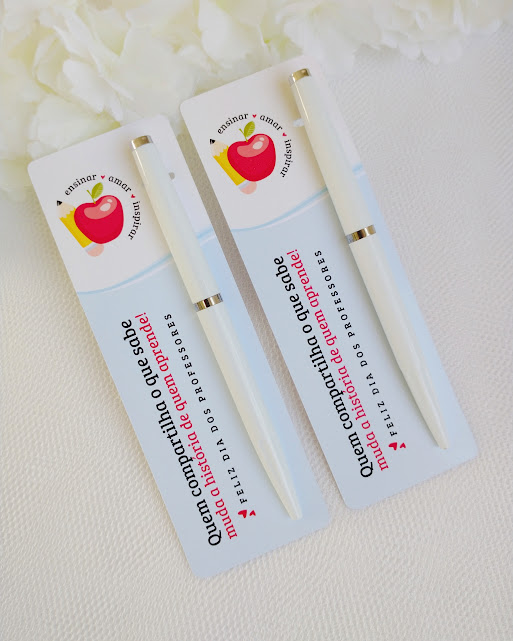 ensinar ♥ amar ♥ inspirar
Quem compartilha o que sabe
muda a história de quem aprende!
FELIZ DIA DOS PROFESSORES
ensinar ♥ amar ♥ inspirar
Quem compartilha o que sabe
muda a história de quem aprende!
FELIZ DIA DOS PROFESSORES